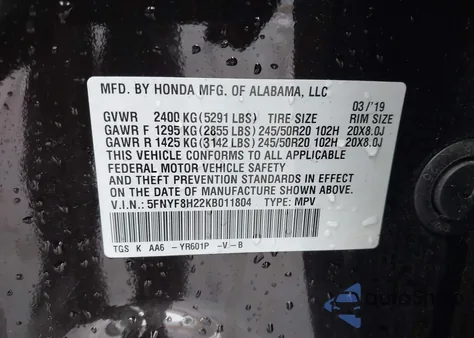 MFD. BY HONDA MFG. OF ALABAMA, LLC
03/'19
GVWR 2400 KG (5291 LBS) TIRE SIZE RIM SIZE
GAWR F 1295 KG (2855 LBS) 245/50R20 102H 20X8.0J
GAWR R 1425 KG (3142 LBS) 245/50R20 102H 20X8.0J
THIS VEHICLE CONFORMS TO ALL APPLICABLE
FEDERAL MOTOR VEHICLE SAFETY
AND THEFT PREVENTION STANDARDS IN EFFECT
ON THE DATE OF MANUFACTURE SHOWN ABOVE.
V.I.N.: 5FNYF8H22KB011804 TYPE: MPV
TGS K AA6 -YR601P -V-B